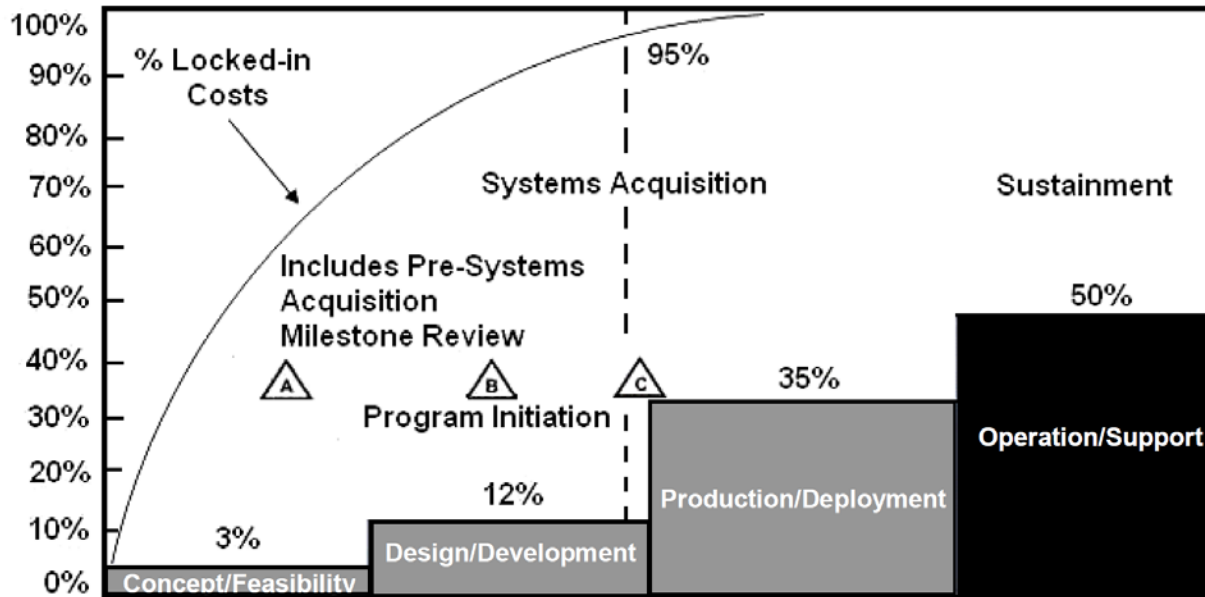 100%
90%
80%
70%
60%
50%
40%
30%
20%
10%
0%
% Locked-in
Costs
95%
Systems Acquisition
Sustainment
Includes Pre-Systems
Acquisition
Milestone Review
A
B
C
Program Initiation
3%
12%
35%
50%
Concept/Feasibility
Design/Development
Production/Deployment
Operation/Support